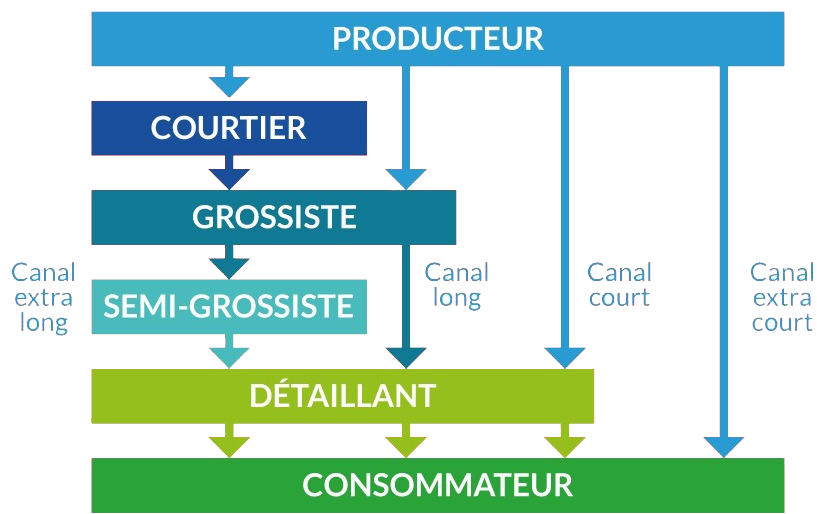 PRODUCTEUR
COURTIER
GROSSISTE
Canal
extra
long
SEMI-GROSSISTE
Canal
long
Canal
court
Canal
extra
court
DÉTAILLANT
CONSOMMATEUR